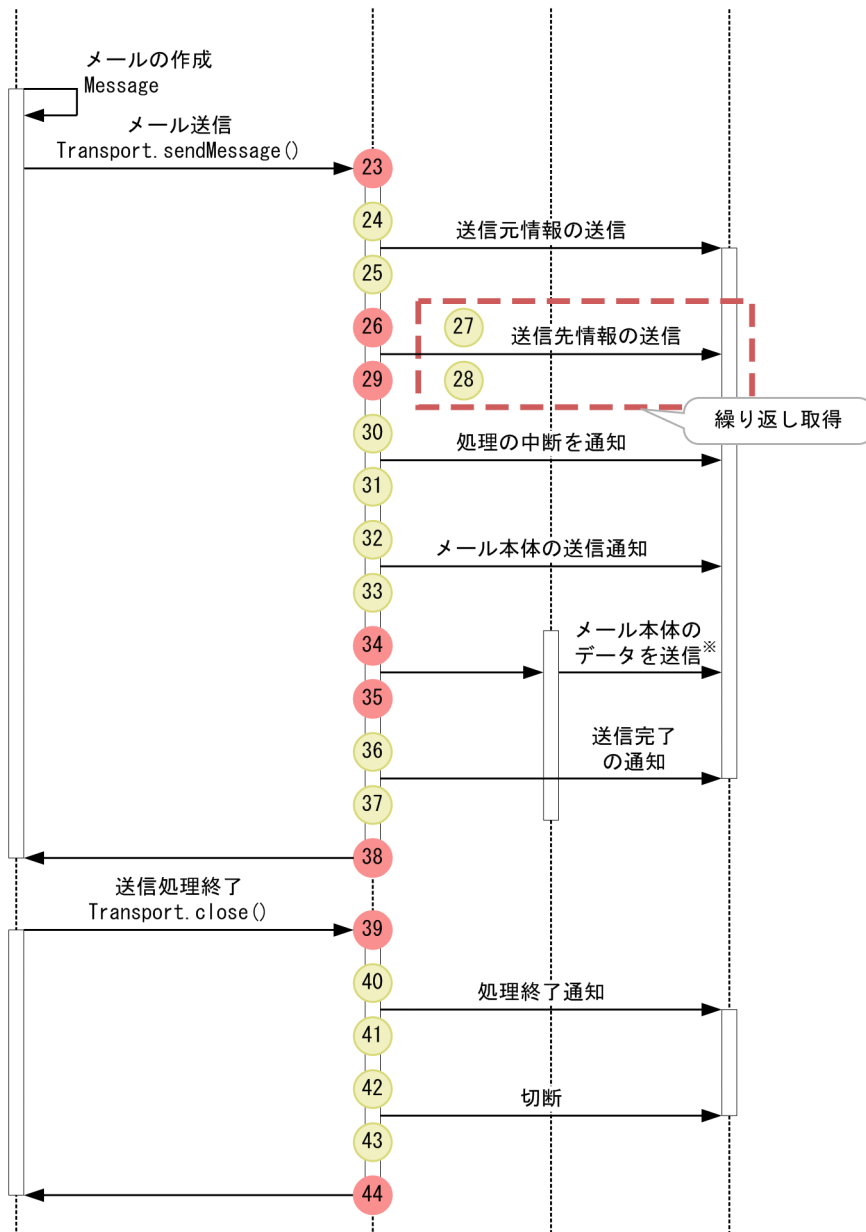 メールの作成
Message
メール送信
Transport.sendMessage()
23
24
送信元情報の送信
25
26
27
送信先情報の送信
29
28
繰り返し取得
30
処理の中断を通知
31
32
メール本体の送信通知
33
34
メール本体の
データを送信※
35
36
送信完了
の通知
37
38
送信処理終了
Transport.close()
39
40
処理終了通知
41
42
切断
43
44